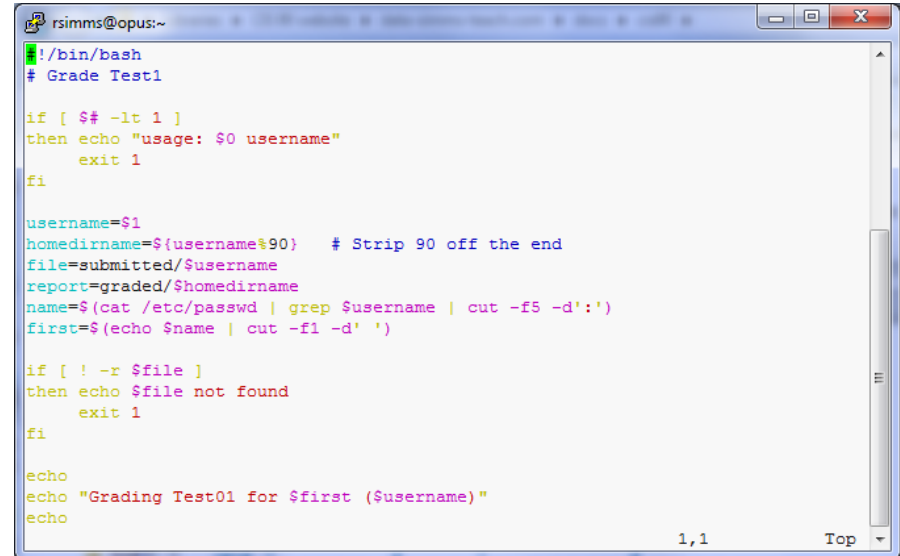 rsimms@opus:~
#!/bin/bash
# Grade Test1
if [ $# -lt 1 ]
then echo "usage: $0 username"
     exit 1
fi
username=$1
homedirname=${username%90}   # Strip 90 off the end
file=submitted/$username
report=graded/$homedirname
name=$(cat /etc/passwd | grep $username | cut -f5 -d':')
first=$(echo $name | cut -f1 -d' ')
if [ ! -r $file ]
then echo $file not found
     exit 1
fi
echo
echo "Grading Test01 for $first ($username)"
echo
1,1 Top